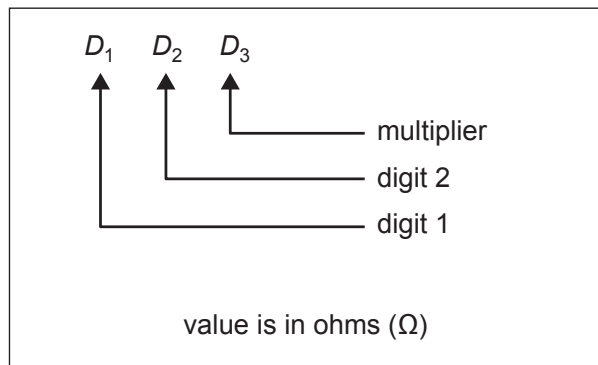 D₁ D₂ D₃
multiplier
digit 2
digit 1
value is in ohms (Ω)